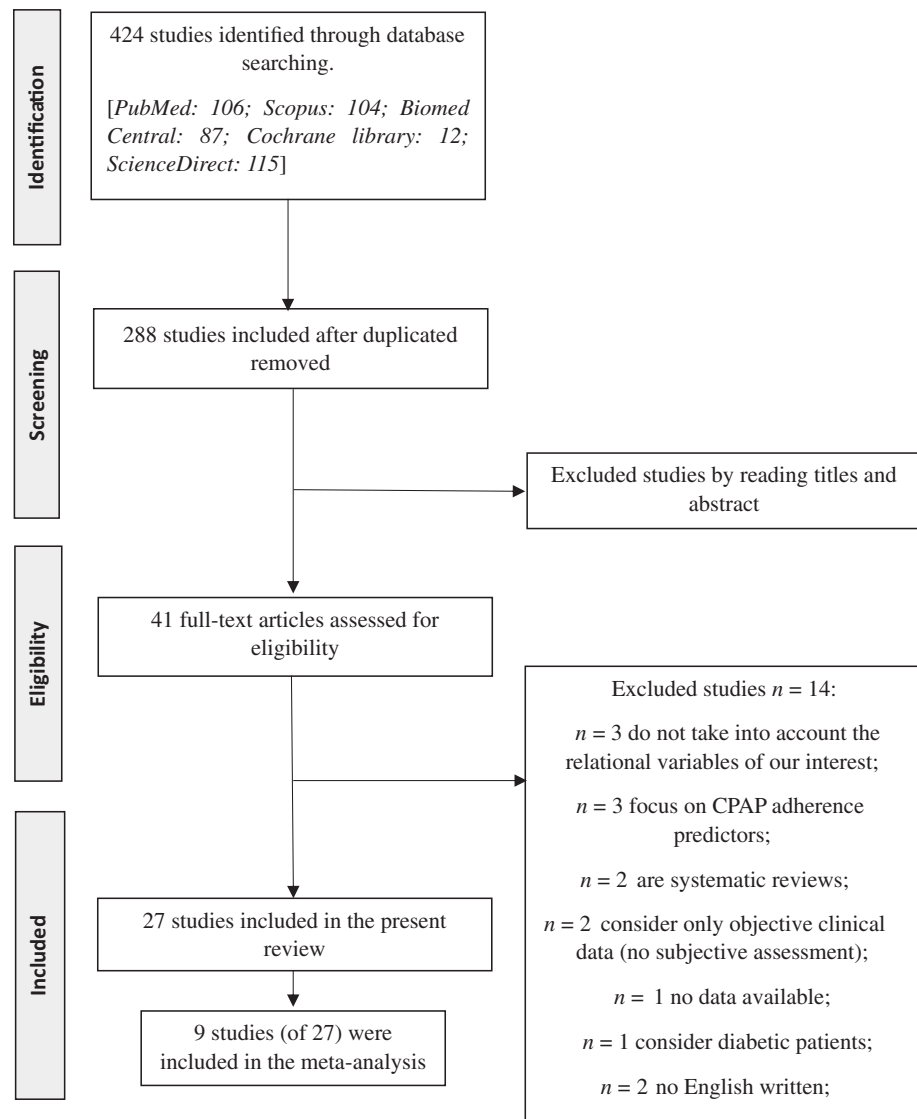 Identification
424 studies identified through database
searching.
[PubMed: 106; Scopus: 104; Biomed
Central: 87; Cochrane library: 12;
ScienceDirect: 115]
Screening
288 studies included after duplicated
removed
Excluded studies by reading titles and
abstract
Eligibility
41 full-text articles assessed for
eligibility
Excluded studies n = 14:
n = 3 do not take into account the
relational variables of our interest;
n = 3 focus on CPAP adherence
predictors;
n = 2 are systematic reviews;
n = 2 consider only objective clinical
data (no subjective assessment);
n = 1 no data available;
n = 1 consider diabetic patients;
n = 2 no English written;
Included
27 studies included in the present
review
9 studies (of 27) were
included in the meta-analysis